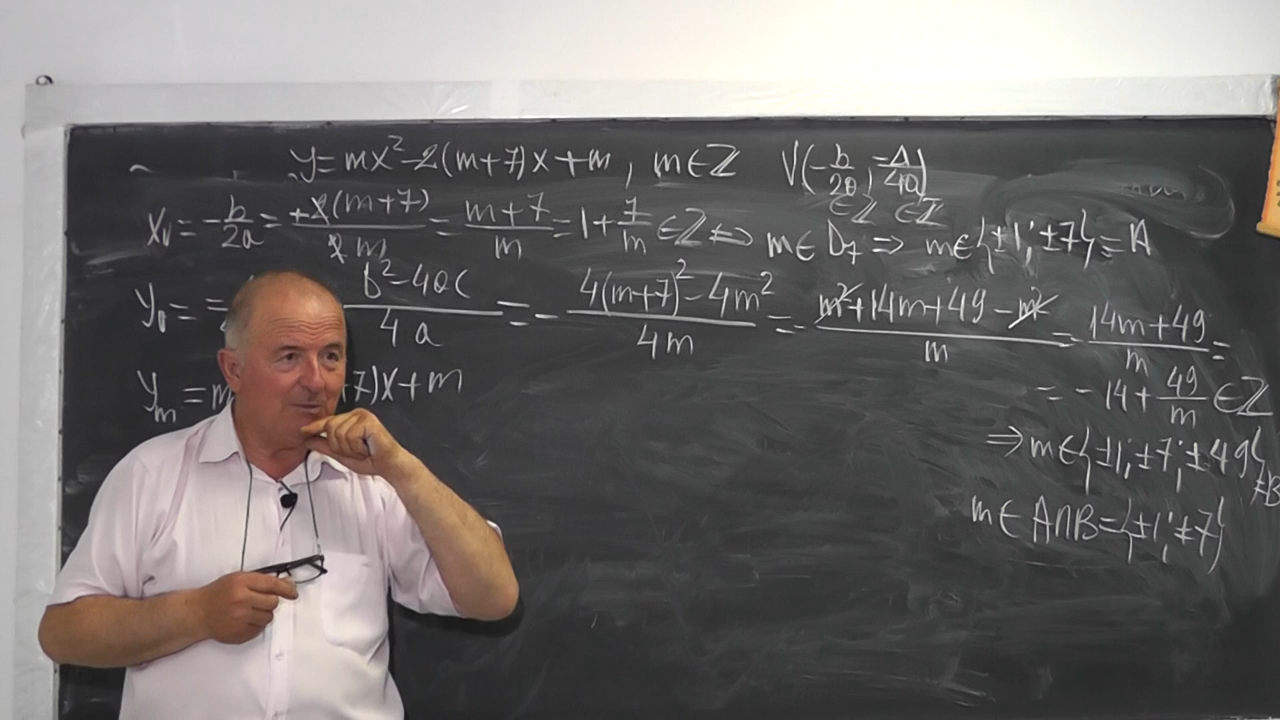 y=mx²-2(m+7)x+m, m∈ℤ V(-b/2a, -Δ/4a)
∈ℤ ∈ℤ
x_v=-b/2a=+2(m+7)/2m=m+7/m=1+7/m∈ℤ⇔m∈D₇⇒m∈{±1;±7}=A
y_v= b²-4ac/4a=-4(m+7)²-4m²/4m=-m²+14m+49-m²/m=-14m+49/m=
=-14+49/m∈ℤ
y_m=m 7)x+m
⇒m∈{±1;±7;±49}=B
m∈A∩B={±1;±7}